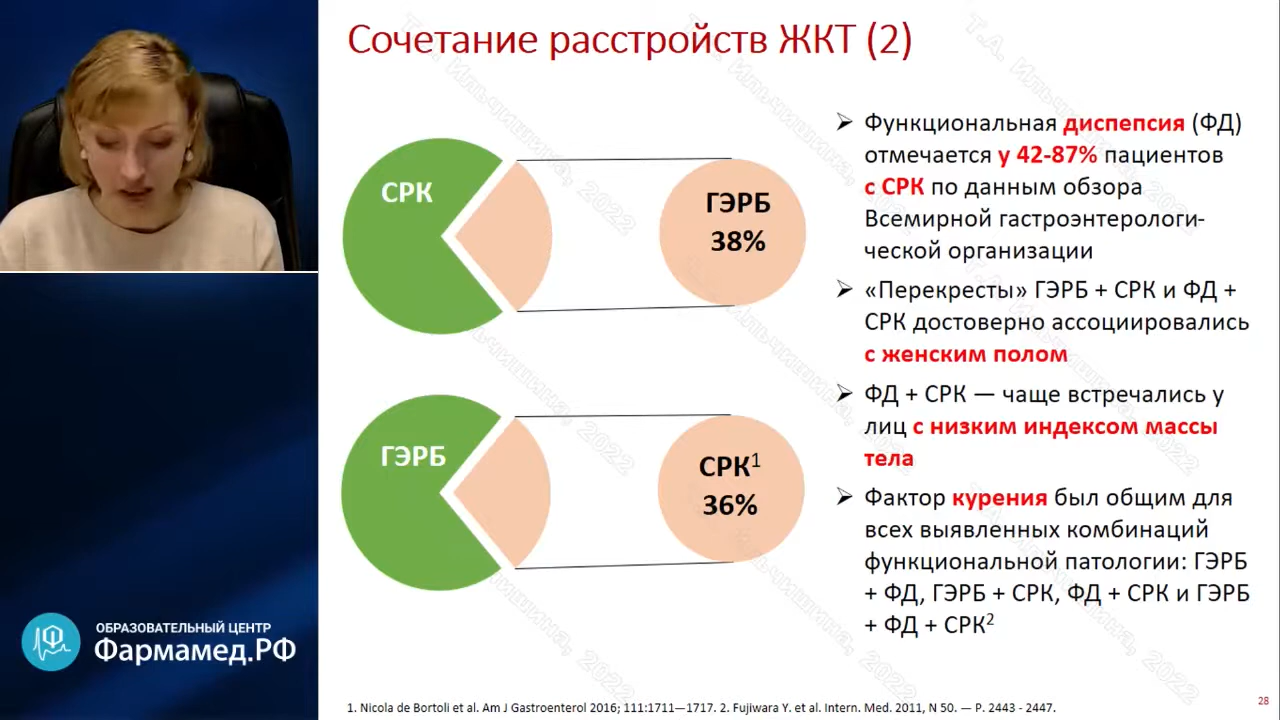 Сочетание расстройств ЖКТ (2)
СРК
ГЭРБ
38%
ГЭРБ
СРК1
36%
➢ Функциональная диспепсия (ФД)
отмечается у 42-87% пациентов
с СРК по данным обзора
Всемирной гастроэнтерологи-
ческой организации
➢ «Перекресты» ГЭРБ + СРК и ФД +
СРК достоверно ассоциировались
с женским полом
➢ ФД + СРК — чаще встречались у
лиц с низким индексом массы
тела
➢ Фактор курения был общим для
всех выявленных комбинаций
функциональной патологии: ГЭРБ
+ ФД, ГЭРБ + СРК, ФД + СРК и ГЭРБ
+ ФД + СРК2
1. Nicola de Bortoli et al. Am J Gastroenterol 2016; 111:1711—1717. 2. Fujiwara Y. et al. Intern. Med. 2011, N 50. — P. 2443 - 2447.
28
ОБРАЗОВАТЕЛЬНЫЙ ЦЕНТР
Фармамед.РФ
Т.А. Ильчишина, 2022